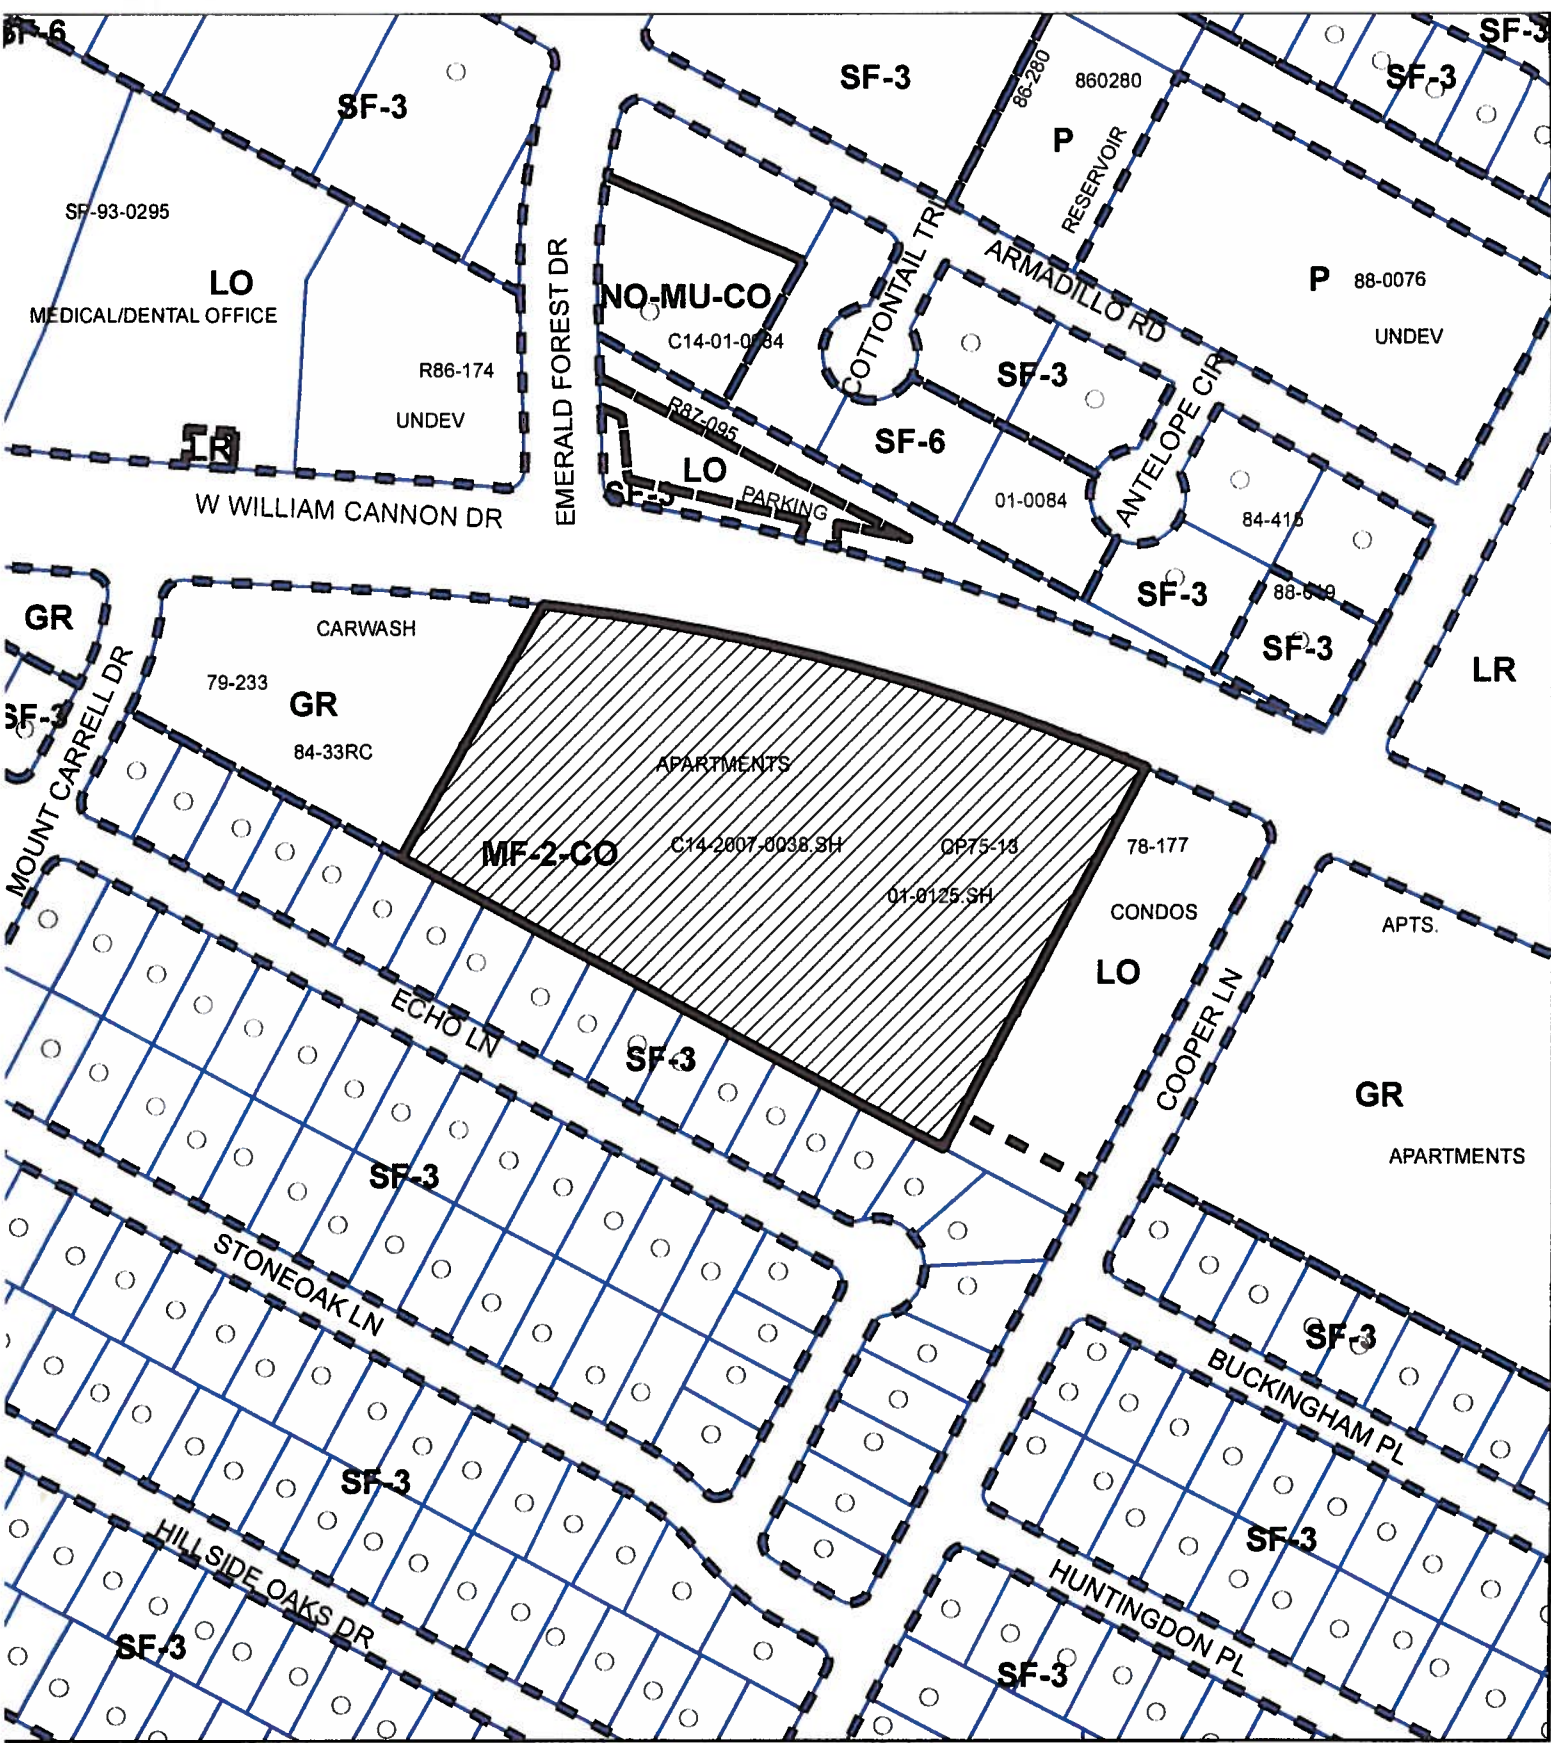 SF-6
SF-3
SF-3
SF-3
SF-3
86-280
860280
P
RESERVOIR
SP-93-0295
LO
MEDICAL/DENTAL OFFICE
R86-174
UNDEV
LR
EMERALD FOREST DR
NO-MU-CO
C14-01-0084
COTTONTAIL TRL
ARMADILLO RD
P
88-0076
UNDEV
SF-3
ANTELOPE CIR
R87-095
SF-6
LO
PARKING
SF-3
01-0084
84-415
W WILLIAM CANNON DR
SF-3
SF-3
LR
GR
CARWASH
79-233
GR
84-33RC
SF-3
MOUNT CARRELL DR
APARTMENTS
MF-2-CO
C14-2007-0038.SH
CP75-13
01-0125.SH
78-177
CONDOS
LO
COOPER LN
APTS.
GR
APARTMENTS
ECHO LN
SF-3
SF-3
STONEOAK LN
SF-3
BUCKINGHAM PL
SF-3
SF-3
HILLSIDE OAKS DR
SF-3
HUNTINGDON PL
SF-3